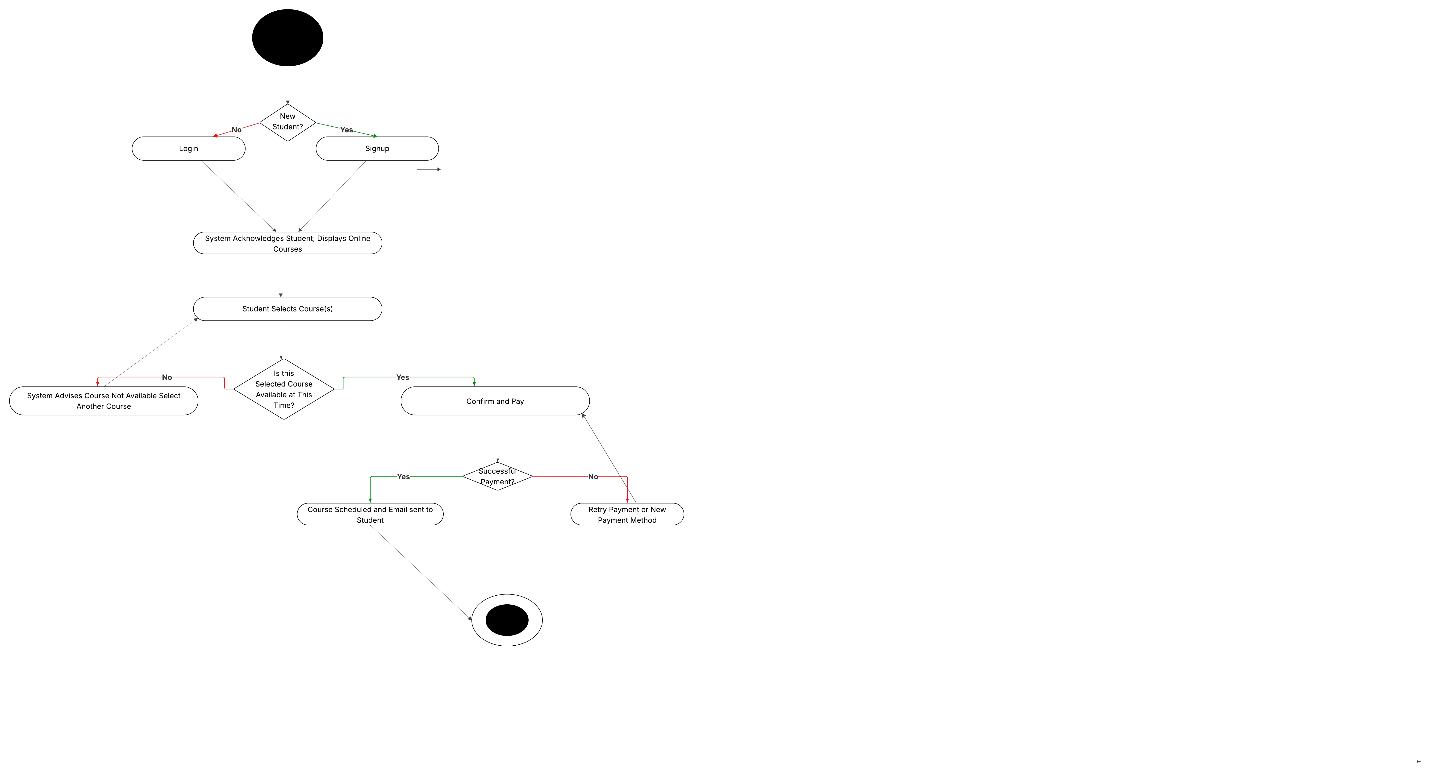 New
Student?
No
Yes
Login
Signup
System Acknowledges Student, Displays Online
Courses
Student Selects Course(s)
Is this
Selected Course
Available at This
Time?
No
Yes
System Advises Course Not Available Select
Another Course
Confirm and Pay
Successful
Payment?
Yes
No
Course Scheduled and Email sent to
Student
Retry Payment or New
Payment Method